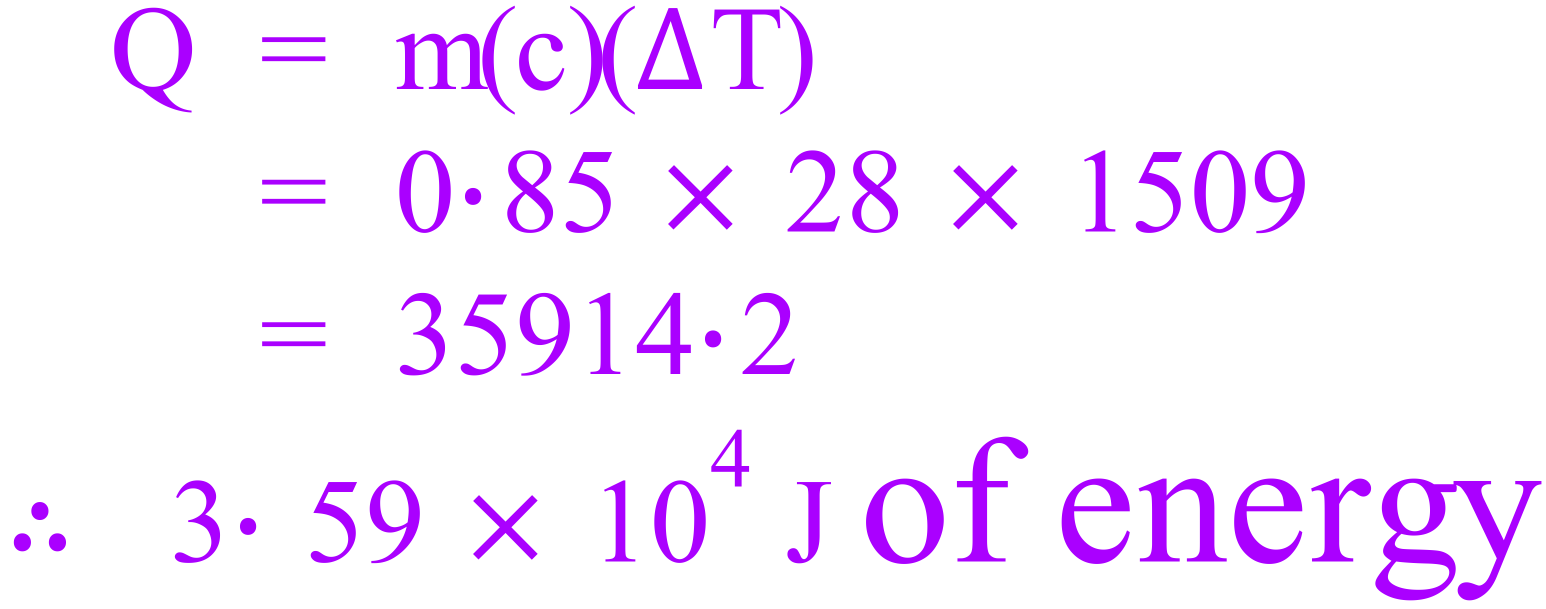 Q = m(c)(ΔT)
= 0·85 × 28 × 1509
= 35914·2
∴ 3· 59 × 10⁴ J of energy